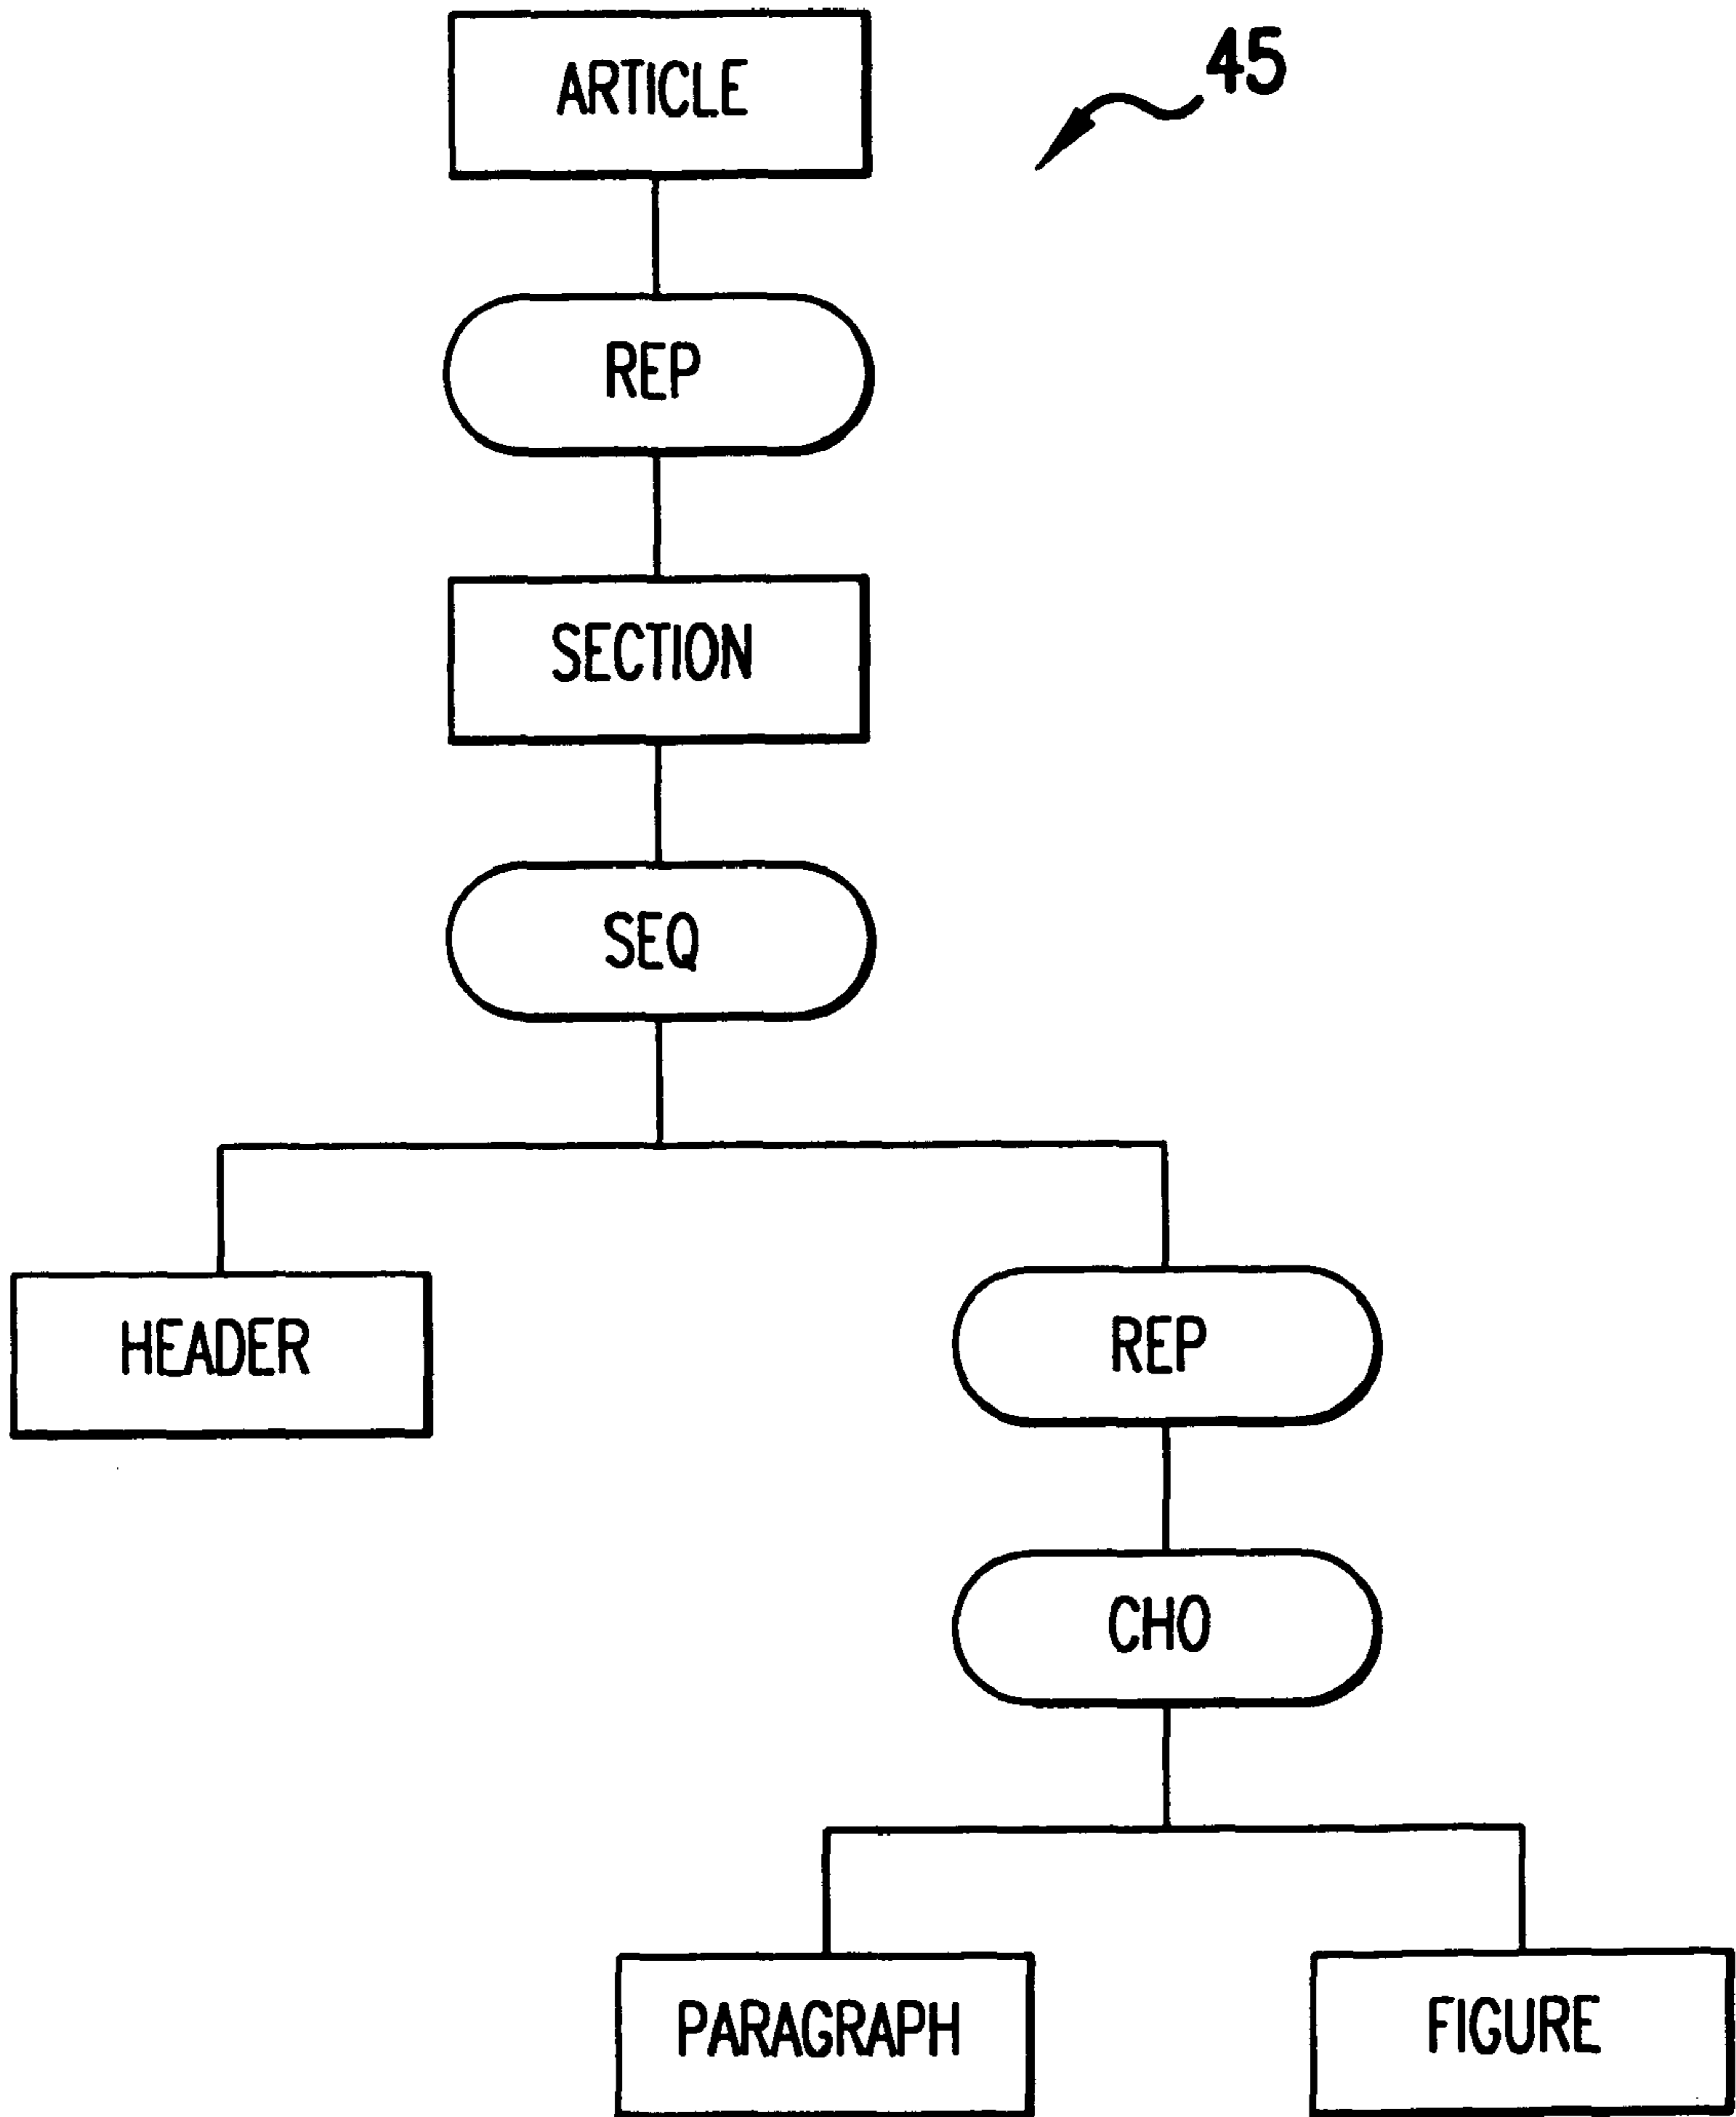 ARTICLE
45
REP
SECTION
SEQ
HEADER
REP
CHO
PARAGRAPH
FIGURE